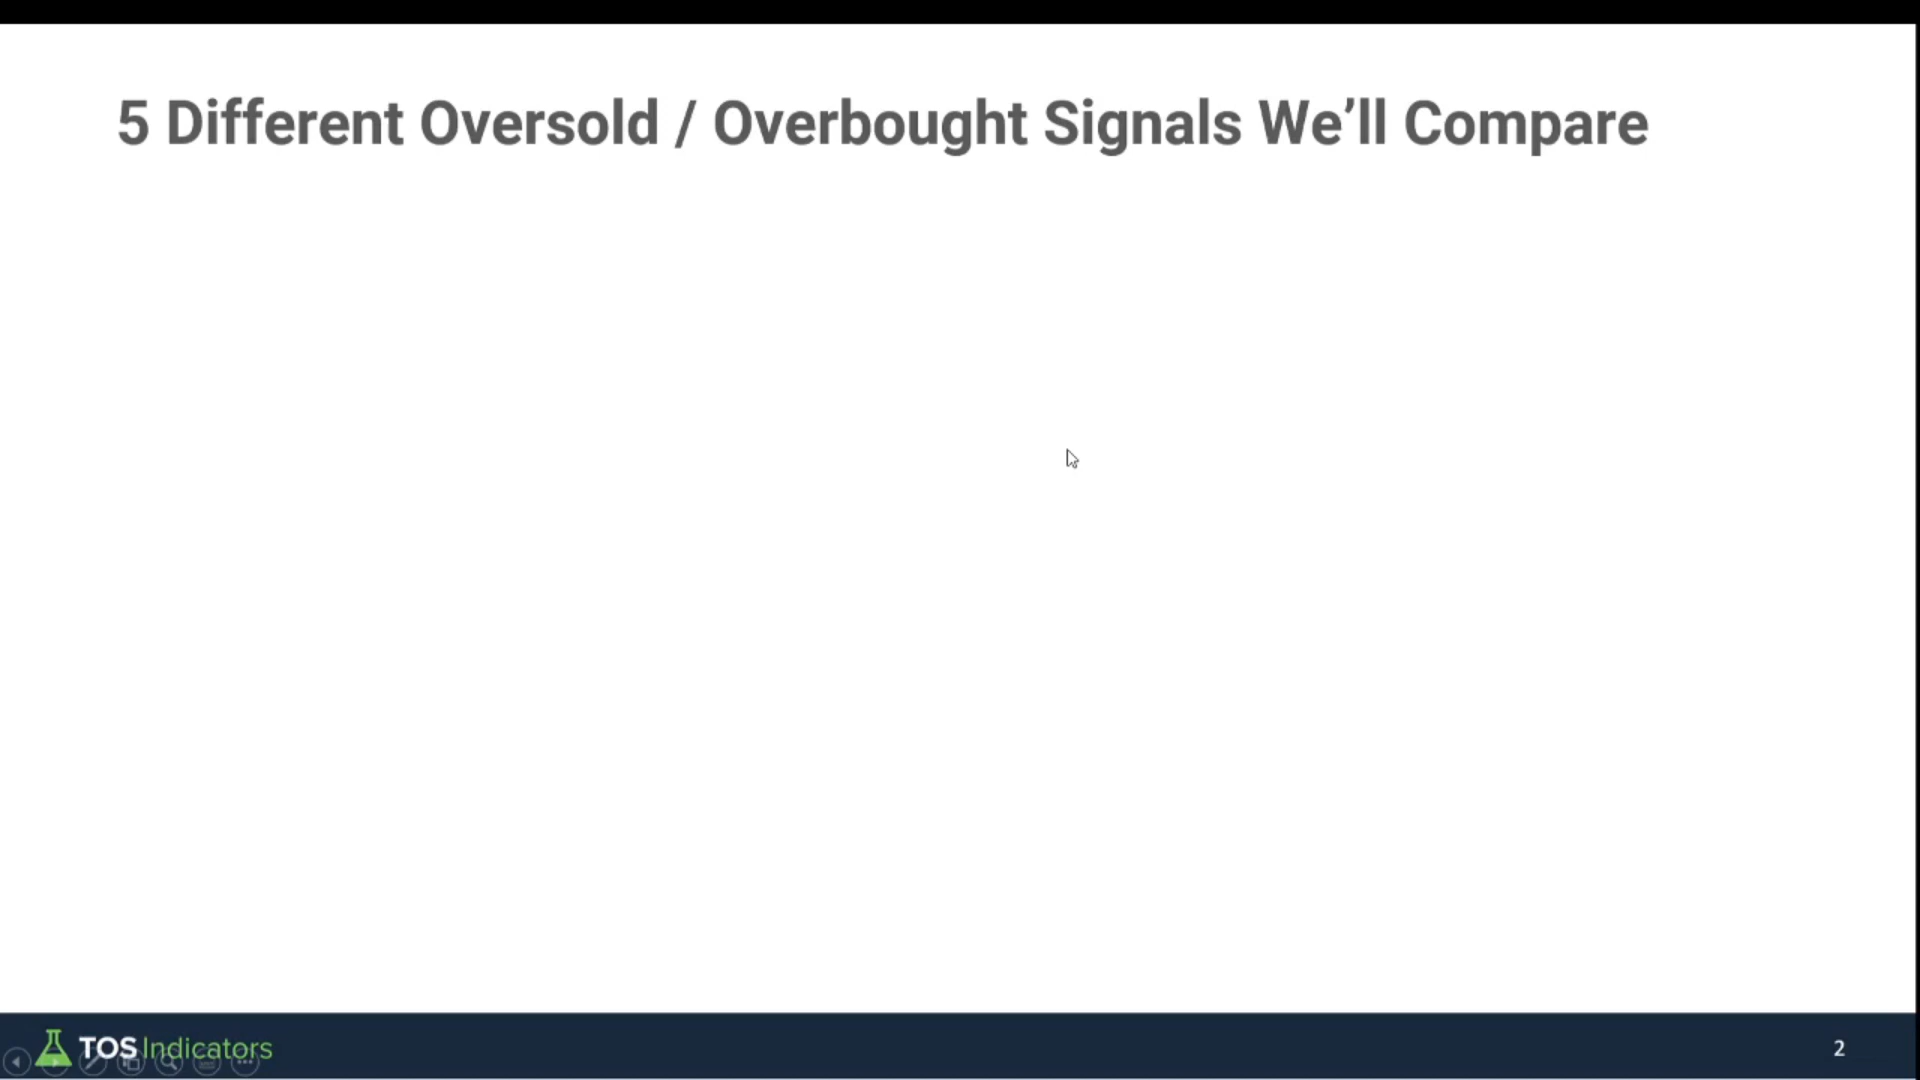 5 Different Oversold / Overbought Signals We’ll Compare
TOS Indicators
2